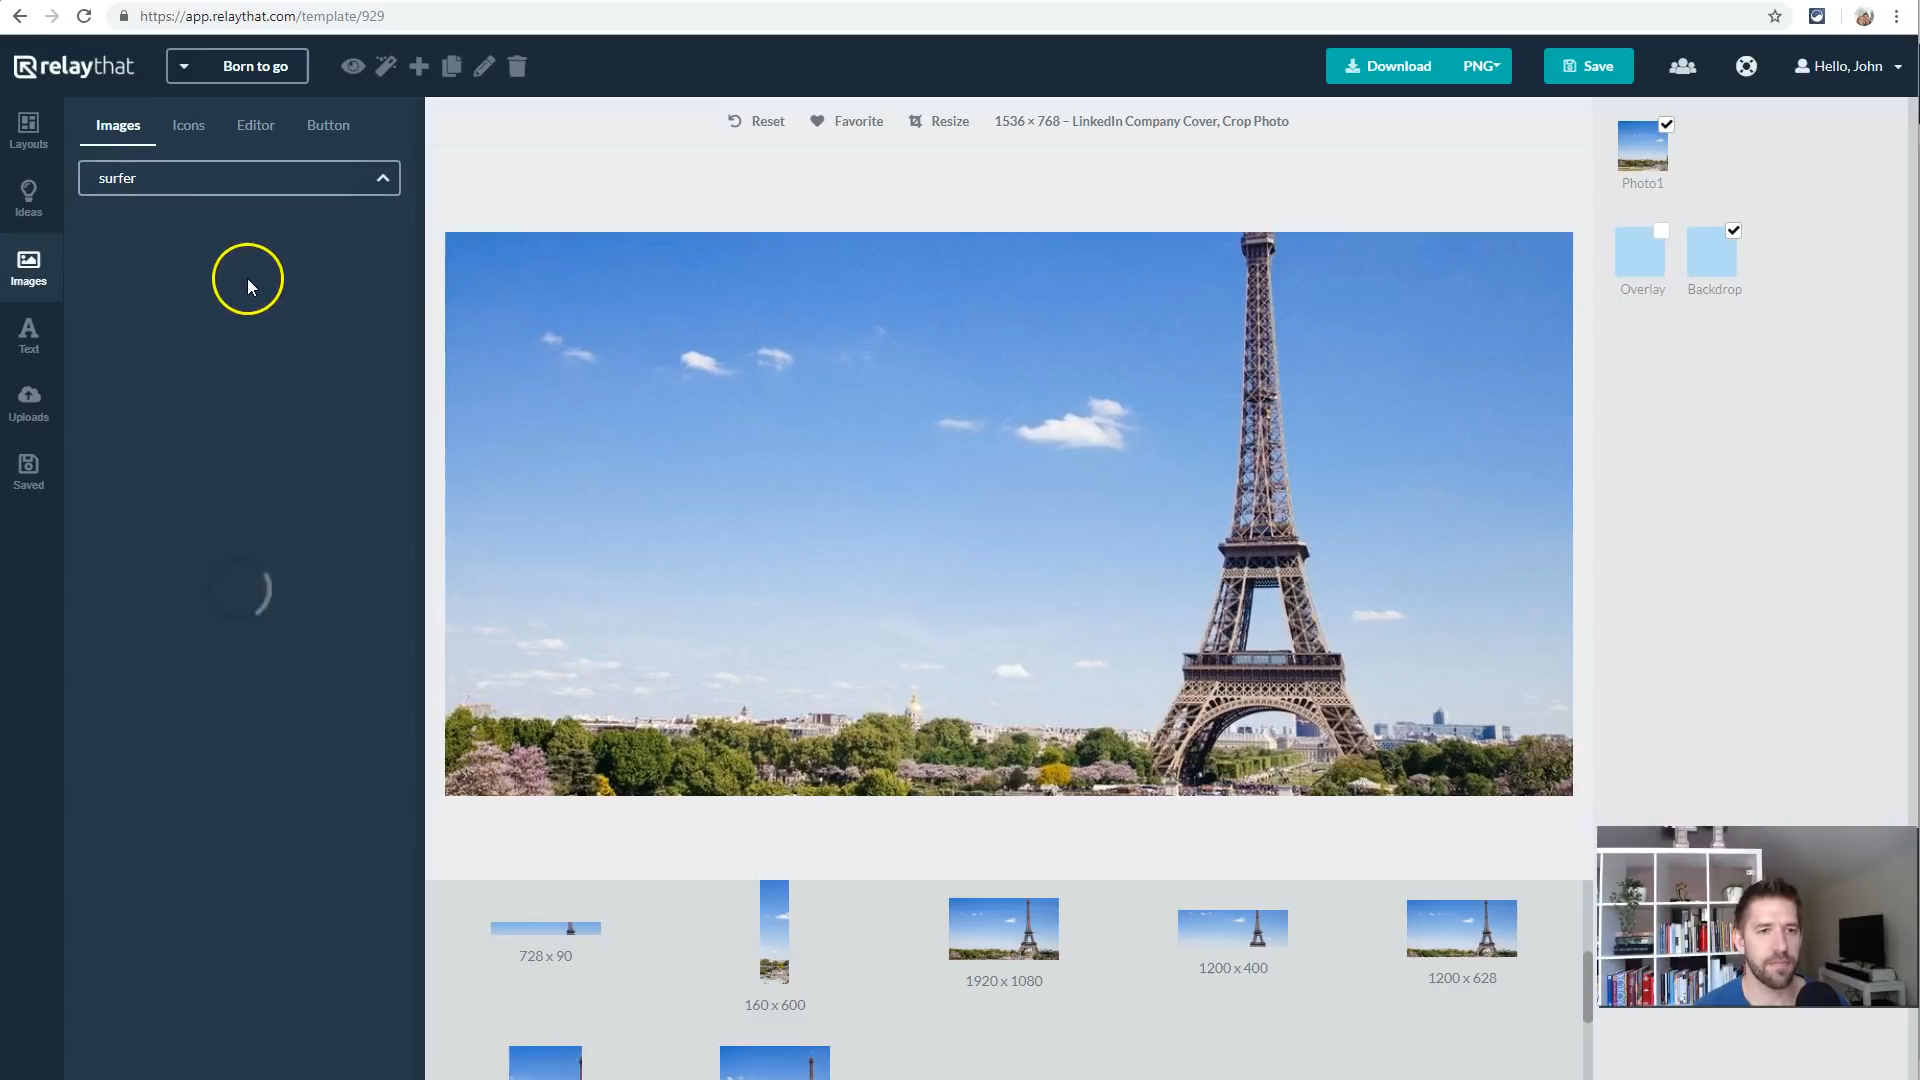 https://app.relaythat.com/template/929
relaythat
Born to go
Download PNG
Save
Hello, John
Layouts
Ideas
Images
Text
Uploads
Saved
Images Icons Editor Button
surfer
Reset Favorite Resize 1536 × 768 – LinkedIn Company Cover, Crop Photo
Photo1
Overlay Backdrop
728 x 90
160 x 600
1920 x 1080
1200 x 400
1200 x 628